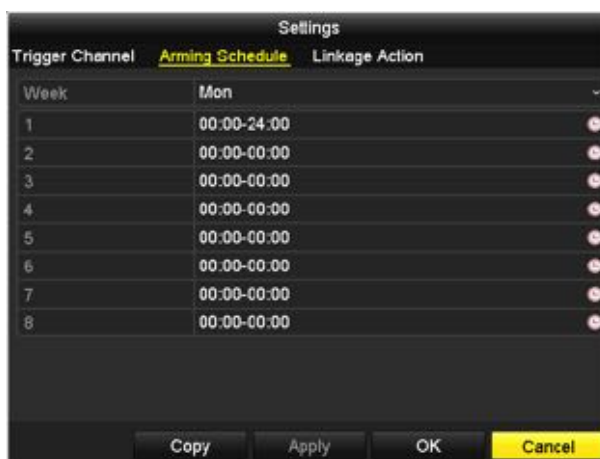 Settings
Trigger Channel Arming Schedule Linkage Action
Week Mon
1 00:00-24:00
2 00:00-00:00
3 00:00-00:00
4 00:00-00:00
5 00:00-00:00
6 00:00-00:00
7 00:00-00:00
8 00:00-00:00
Copy Apply OK Cancel